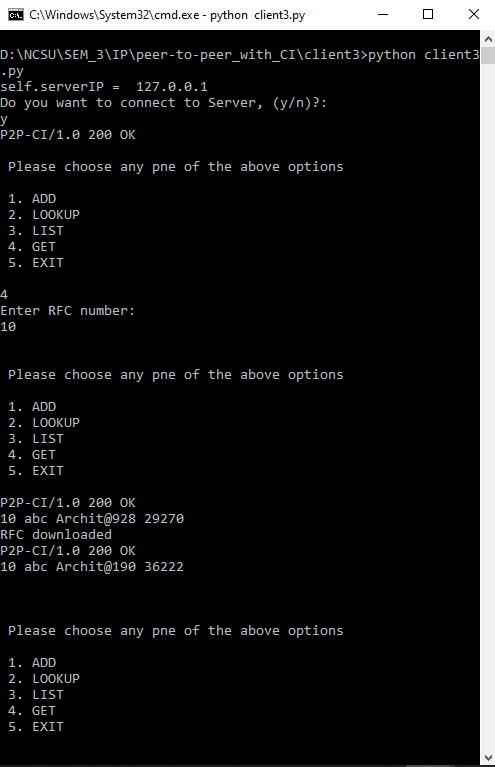 C:\Windows\System32\cmd.exe - python  client3.py
D:\NCSU\SEM_3\IP\peer-to-peer_with_CI\client3>python client3
.py
self.serverIP =  127.0.0.1
Do you want to connect to Server, (y/n)?:
y
P2P-CI/1.0 200 OK
Please choose any pne of the above options
1. ADD
2. LOOKUP
3. LIST
4. GET
5. EXIT
4
Enter RFC number:
10
Please choose any pne of the above options
1. ADD
2. LOOKUP
3. LIST
4. GET
5. EXIT
P2P-CI/1.0 200 OK
10 abc Archit@928 29270
RFC downloaded
P2P-CI/1.0 200 OK
10 abc Archit@190 36222
Please choose any pne of the above options
1. ADD
2. LOOKUP
3. LIST
4. GET
5. EXIT